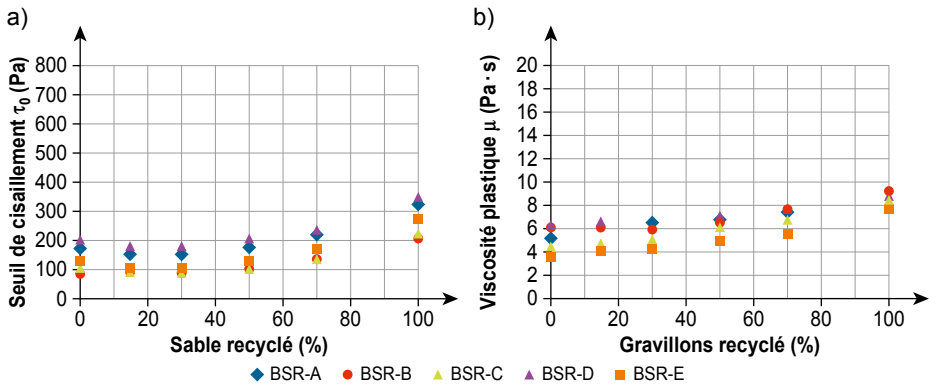 a)
Seuil de cisaillement τ0 (Pa)
800
700
600
500
400
300
200
100
0
0 20 40 60 80 100
Sable recyclé (%)
b)
Viscosité plastique µ (Pa · s)
20
18
16
14
12
10
8
6
4
2
0
0 20 40 60 80 100
Gravillons recyclé (%)
BSR-A BSR-B BSR-C BSR-D BSR-E